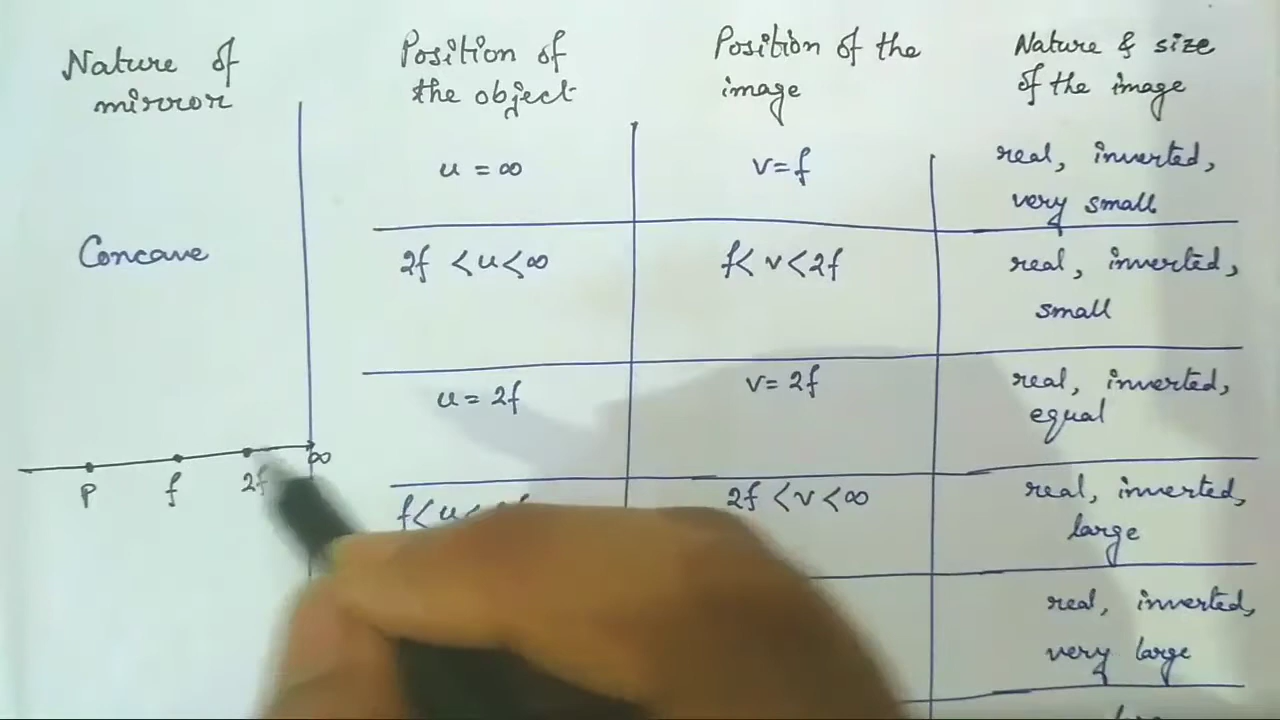 Nature of
mirror
Position of
the object
Position of the
image
Nature & size
of the image
u = ∞
v = f
real, inverted,
very small
Concave
2f < u < ∞
f < v < 2f
real, inverted,
small
u = 2f
v = 2f
real, inverted,
equal
P f 2f ∞
f < u <
2f < v < ∞
real, inverted,
large
real, inverted,
very large